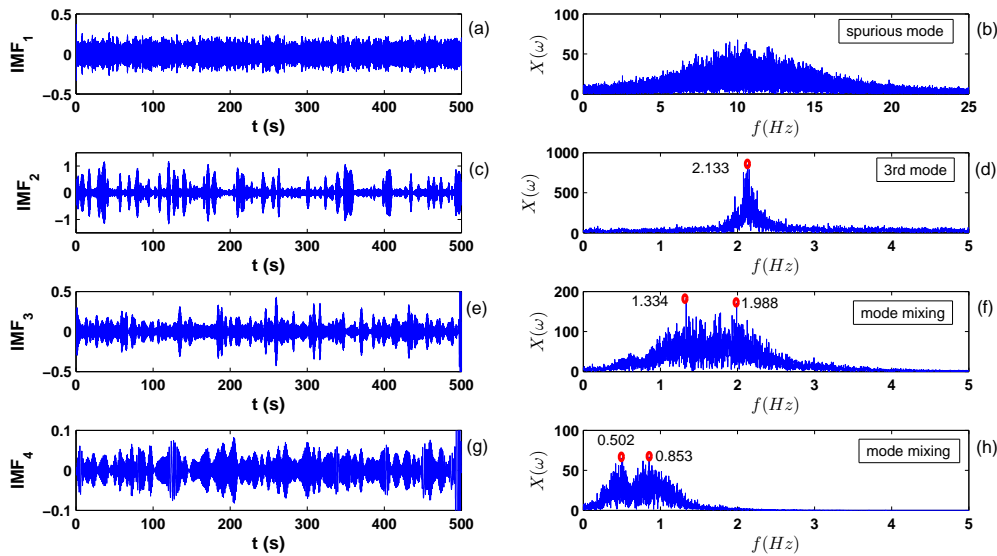 IMF1
0.5
0
−0.5
0 100 200 300 400 500
t (s)
(a)
X(ω)
100
50
0
0 5 10 15 20 25
f(Hz)
spurious mode
(b)
IMF2
1
0
−1
0 100 200 300 400 500
t (s)
(c)
X(ω)
1000
500
0
0 1 2 3 4 5
f(Hz)
2.133
3rd mode
(d)
IMF3
0.5
0
−0.5
0 100 200 300 400 500
t (s)
(e)
X(ω)
200
100
0
0 1 2 3 4 5
f(Hz)
1.334
1.988
mode mixing
(f)
IMF4
0.1
0
−0.1
0 100 200 300 400 500
t (s)
(g)
X(ω)
100
50
0
0 1 2 3 4 5
f(Hz)
0.502
0.853
mode mixing
(h)